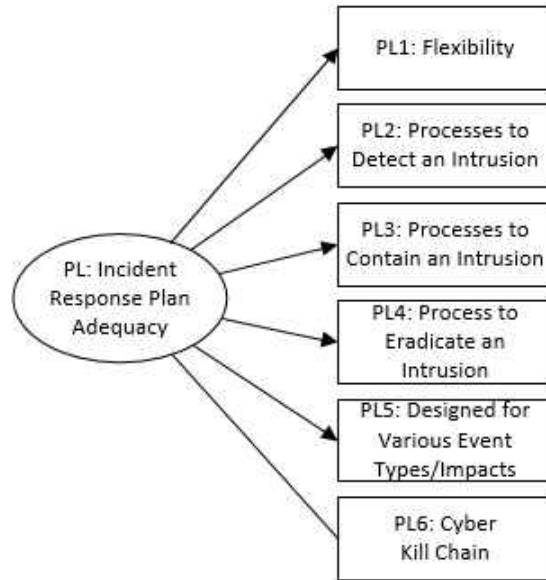 PL1: Flexibility
PL2: Processes to
Detect an Intrusion
PL3: Processes to
Contain an Intrusion
PL: Incident
Response Plan
Adequacy
PL4: Process to
Eradicate an
Intrusion
PL5: Designed for
Various Event
Types/Impacts
PL6: Cyber
Kill Chain